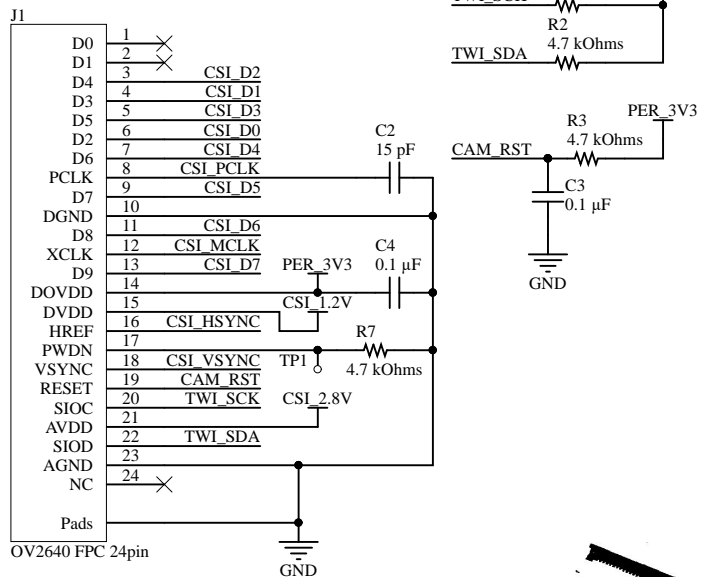 J1
D0 1
D1 2
D4 3 CSI_D2
D3 4 CSI_D1
D5 5 CSI_D3
D2 6 CSI_D0
D6 7 CSI_D4
PCLK 8 CSI_PCLK
D7 9 CSI_D5
DGND 10
D8 11 CSI_D6
XCLK 12 CSI_MCLK
D9 13 CSI_D7
DOVDD 14
DVDD 15
HREF 16 CSI_HSYNC
PWDN 17
VSYNC 18 CSI_VSYNC
RESET 19 CAM_RST
SIOC 20 TWI_SCK
AVDD 21
SIOD 22 TWI_SDA
AGND 23
NC 24
Pads
OV2640 FPC 24pin
C2
15 pF
PER_3V3
C4
0.1 µF
CSI_1.2V
TP1
R7
4.7 kOhms
CSI_2.8V
GND
TWI_SCK
R2
4.7 kOhms
TWI_SDA
CAM_RST
R3
4.7 kOhms
PER_3V3
C3
0.1 µF
GND